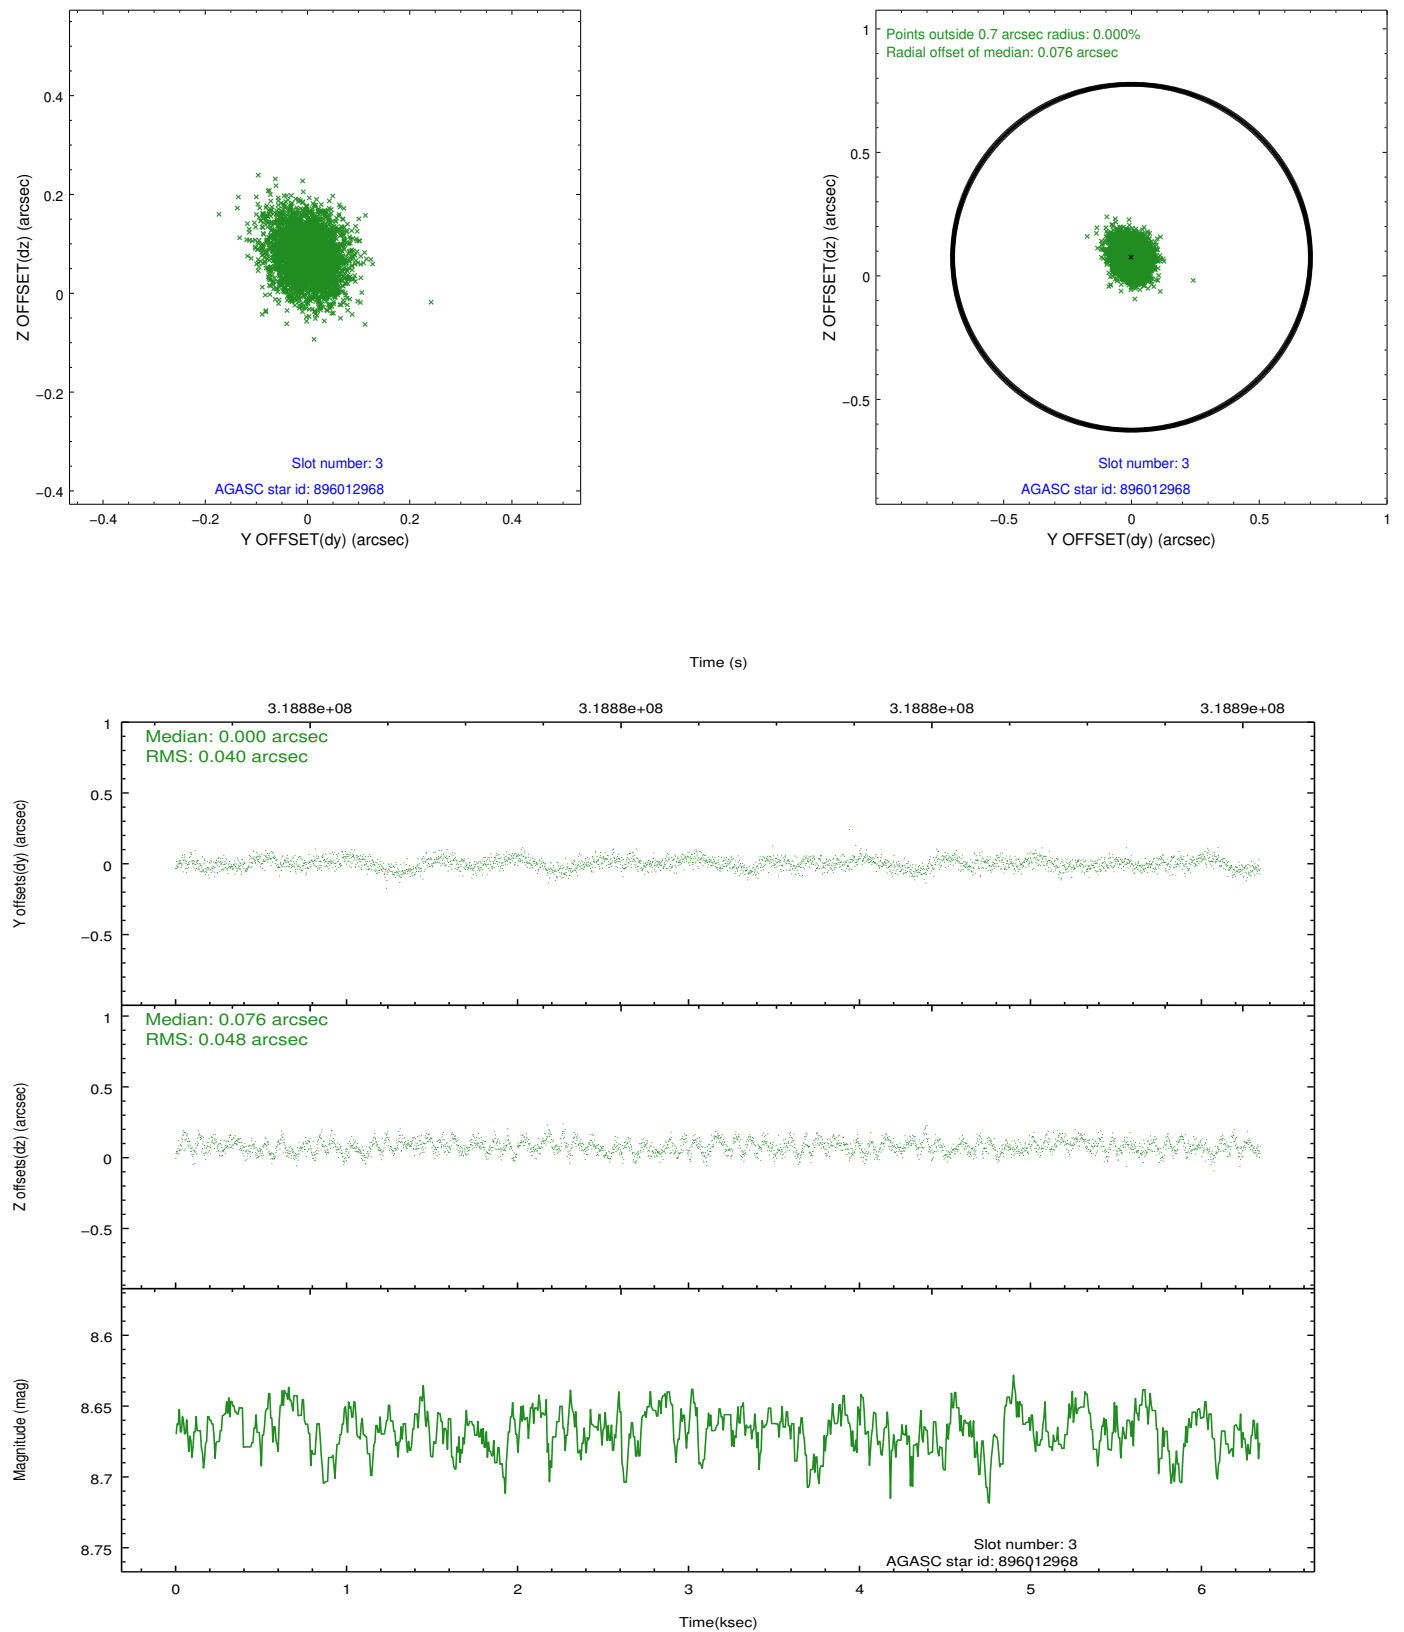 0.4
0.2
0
−0.2
−0.4
−0.4
−0.2
0
0.2
0.4
Z OFFSET(dz) (arcsec)
Y OFFSET(dy) (arcsec)
Slot number: 3
AGASC star id: 896012968
Points outside 0.7 arcsec radius: 0.000%
Radial offset of median: 0.076 arcsec
1
0.5
0
−0.5
−0.5
0
0.5
1
Z OFFSET(dz) (arcsec)
Y OFFSET(dy) (arcsec)
Slot number: 3
AGASC star id: 896012968
Time (s)
3.1888e+08
3.1888e+08
3.1888e+08
3.1889e+08
Median: 0.000 arcsec
RMS: 0.040 arcsec
1
0.5
0
−0.5
Y offsets(dy) (arcsec)
Median: 0.076 arcsec
RMS: 0.048 arcsec
1
0.5
0
−0.5
Z offsets(dz) (arcsec)
8.6
8.65
8.7
8.75
Magnitude (mag)
Slot number: 3
AGASC star id: 896012968
0
1
2
3
4
5
6
Time(ksec)